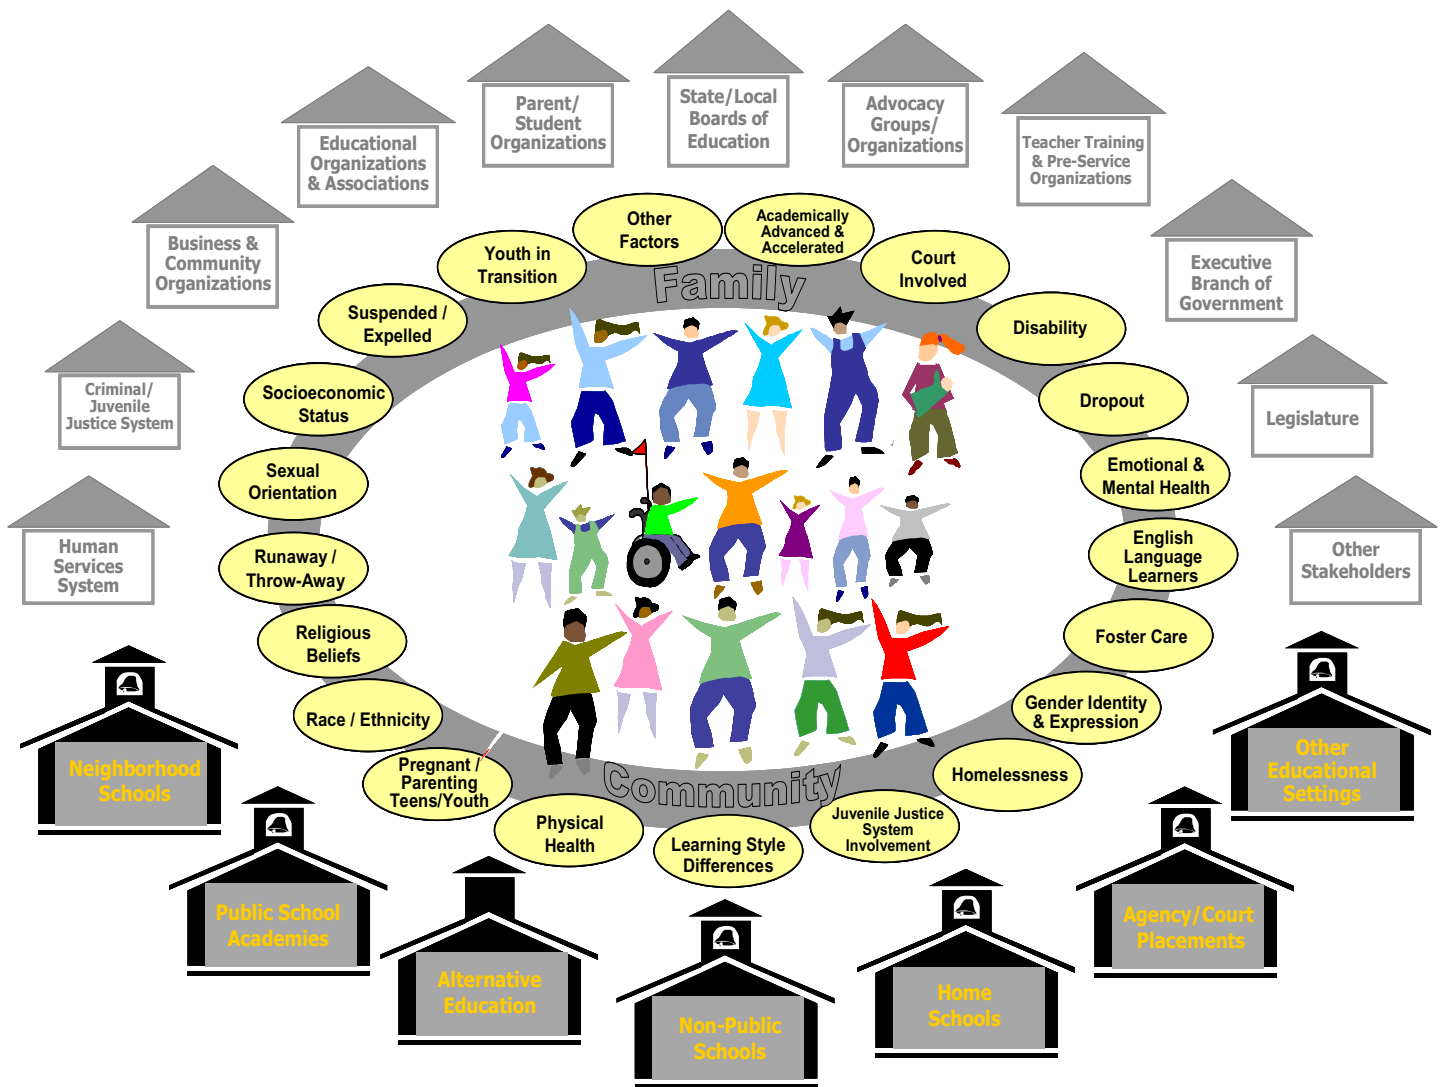 Parent/
Student
Organizations
State/Local
Boards of
Education
Advocacy
Groups/
Organizations
Educational
Organizations
& Associations
Teacher Training
& Pre-Service
Organizations
Business &
Community
Organizations
Executive
Branch of
Government
Criminal/
Juvenile
Justice System
Legislature
Human
Services
System
Other
Stakeholders
Other
Factors
Academically
Advanced &
Accelerated
Youth in
Transition
Court
Involved
Family
Suspended /
Expelled
Disability
Socioeconomic
Status
Dropout
Sexual
Orientation
Emotional &
Mental Health
Runaway /
Throw-Away
English
Language
Learners
Religious
Beliefs
Foster Care
Race / Ethnicity
Gender Identity
& Expression
Pregnant /
Parenting
Teens/Youth
Homelessness
Community
Physical
Health
Juvenile Justice
System
Involvement
Learning Style
Differences
Neighborhood
Schools
Other
Educational
Settings
Public School
Academies
Agency/Court
Placements
Alternative
Education
Home
Schools
Non-Public
Schools